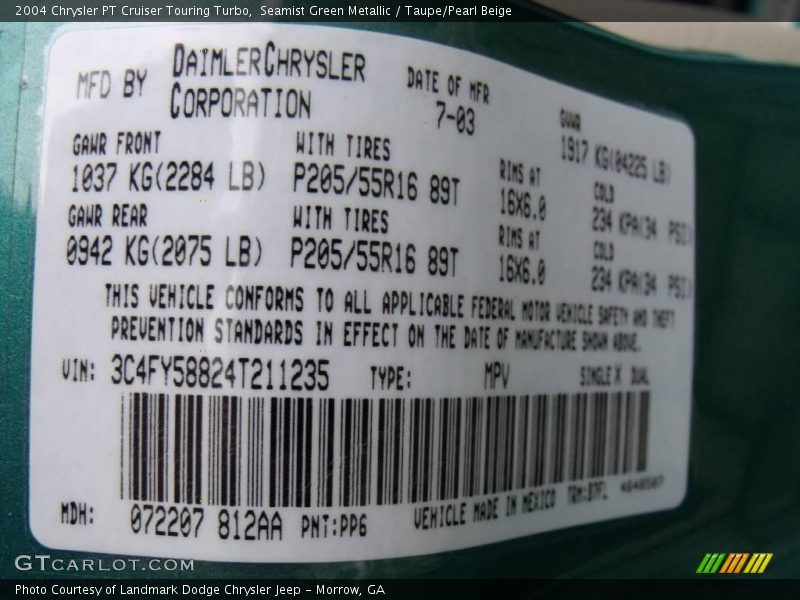 2004 Chrysler PT Cruiser Touring Turbo, Seamist Green Metallic / Taupe/Pearl Beige
MFD BY DAIMLERCHRYSLER CORPORATION
DATE OF MFR 7-03
GVWR 1917 KG(04225 LB)
GAWR FRONT WITH TIRES RIMS AT COLD
1037 KG(2284 LB) P205/55R16 89T 16X6.0 234 KPA(34 PSI)
GAWR REAR WITH TIRES RIMS AT COLD
0942 KG(2075 LB) P205/55R16 89T 16X6.0 234 KPA(34 PSI)
THIS VEHICLE CONFORMS TO ALL APPLICABLE FEDERAL MOTOR VEHICLE SAFETY AND THEFT
PREVENTION STANDARDS IN EFFECT ON THE DATE OF MANUFACTURE SHOWN ABOVE.
VIN: 3C4FY58824T211235 TYPE: MPV SINGLE X DUAL
MDH: 072207 812AA PNT:PPG VEHICLE MADE IN MEXICO TRM:D7FL
GTCARLOT.COM
Photo Courtesy of Landmark Dodge Chrysler Jeep - Morrow, GA